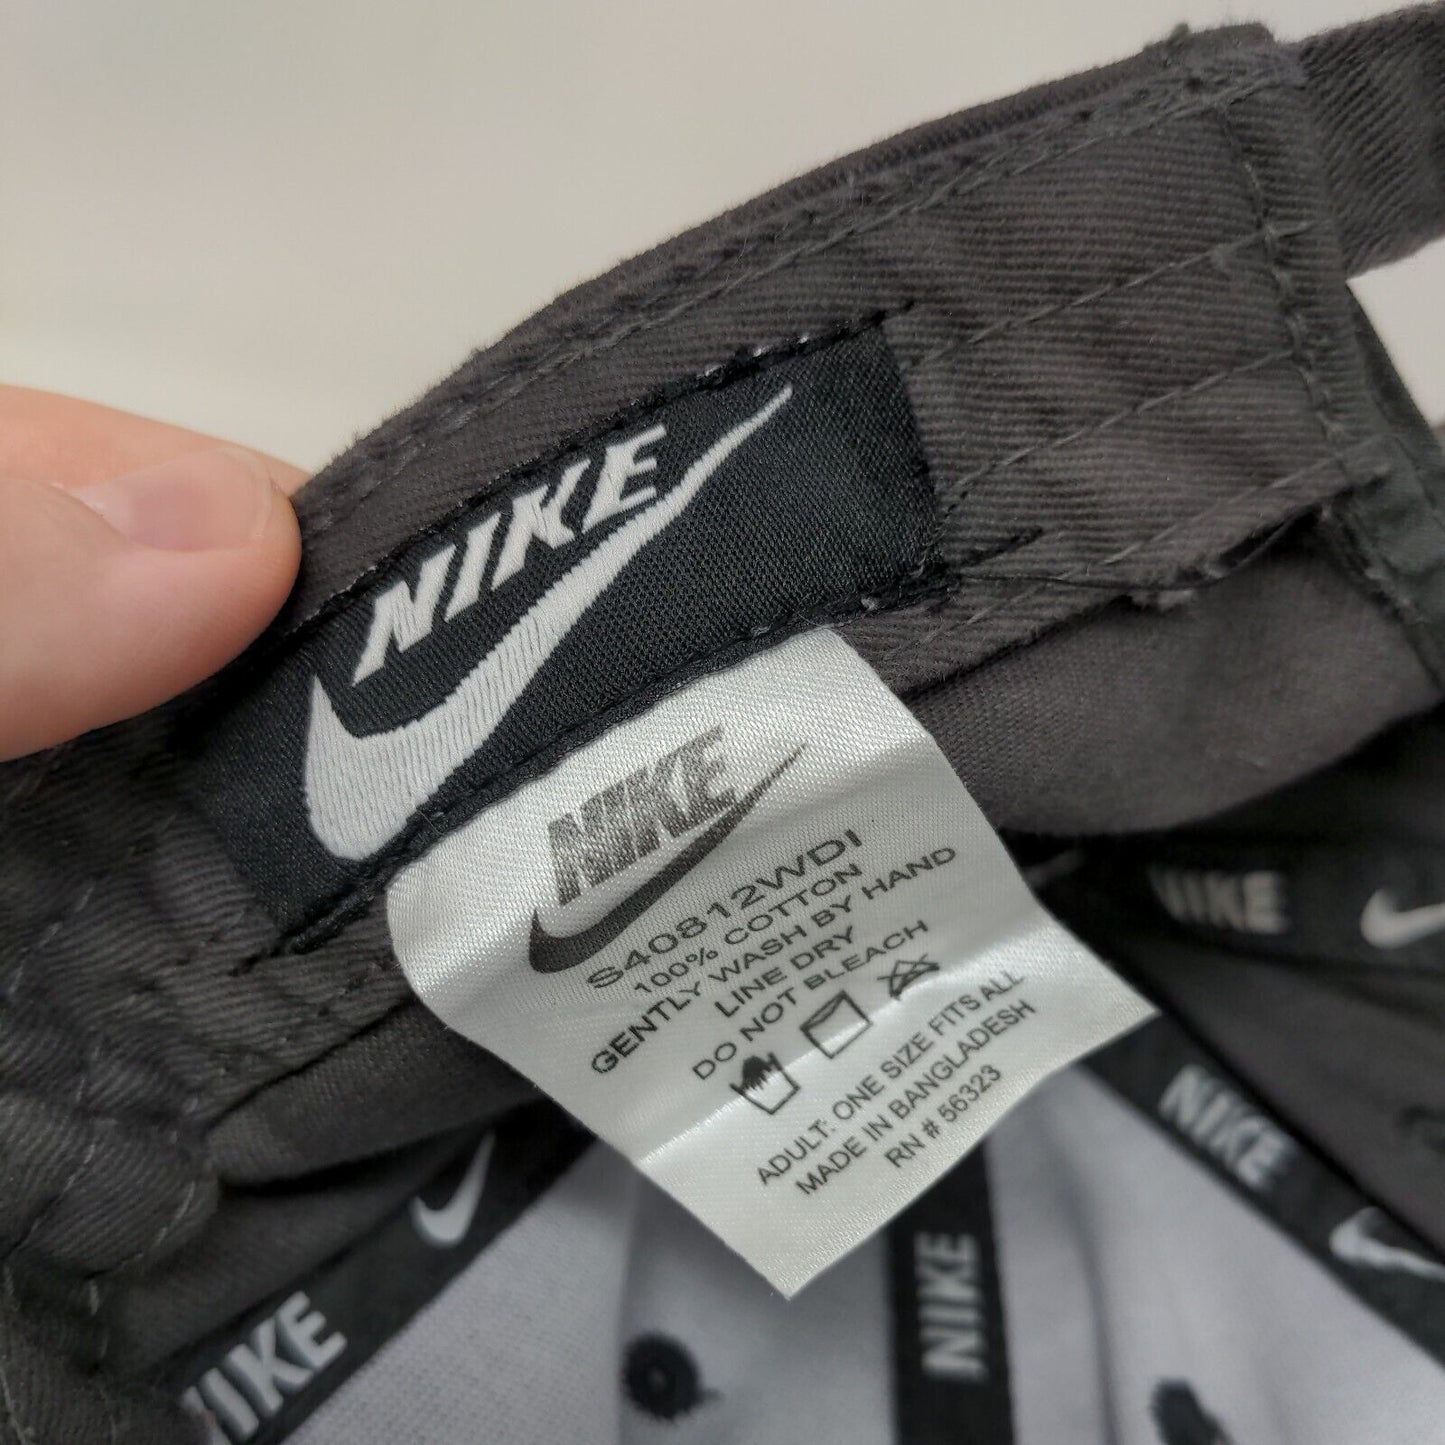 NIKE
NIKE
S40812WDI
100% COTTON
GENTLY WASH BY HAND
LINE DRY
DO NOT BLEACH
ADULT: ONE SIZE FITS ALL
MADE IN BANGLADESH
RN # 56323
NIKE
NIKE
NIKE
NIKE